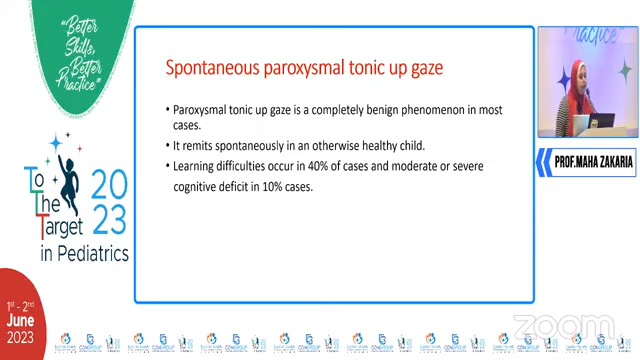 "Better
Skills,
Better
Practice"
To
The
Target
2023
in Pediatrics
1st - 2nd
June
2023
Spontaneous paroxysmal tonic up gaze
• Paroxysmal tonic up gaze is a completely benign phenomenon in most
cases.
• It remits spontaneously in an otherwise healthy child.
• Learning difficulties occur in 40% of cases and moderate or severe
cognitive deficit in 10% cases.
Practice"
PROF.MAHA ZAKARIA
zoom